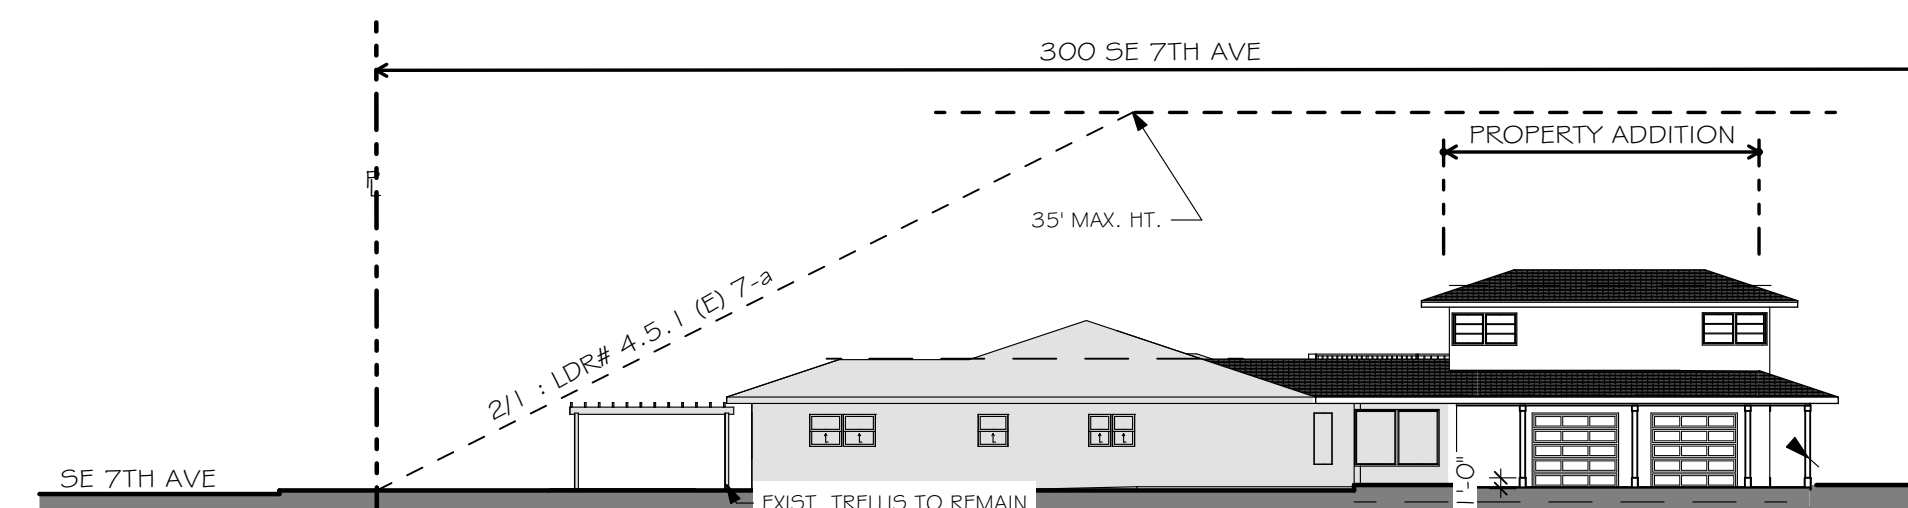 300 SE 7TH AVE
PROPERTY ADDITION
PL
35' MAX. HT.
2/1 : LDR# 4.5.1 (E) 7-a
SE 7TH AVE
EXIST. TRELLIS TO REMAIN
1'-0"